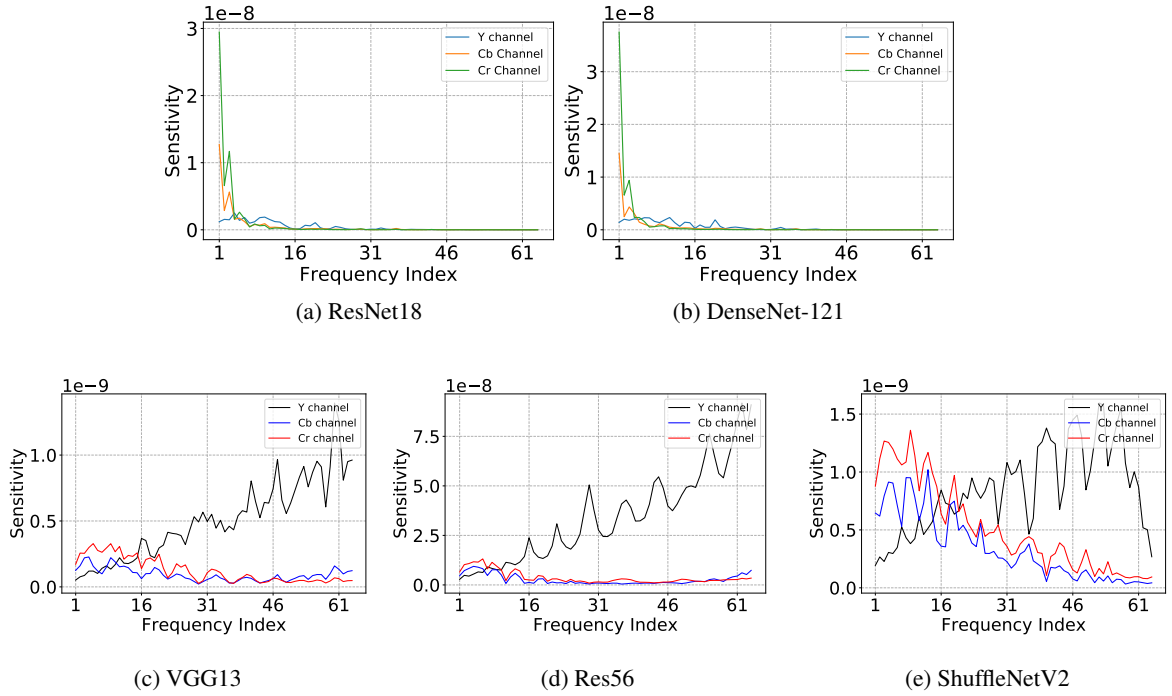 1e−8
3
2
1
0
Senstivity
Y channel
Cb Channel
Cr Channel
1 16 31 46 61
Frequency Index
(a) ResNet18
1e−8
3
2
1
0
Senstivity
Y channel
Cb Channel
Cr Channel
1 16 31 46 61
Frequency Index
(b) DenseNet-121
1e−9
1.0
0.5
0.0
Sensitivity
Y channel
Cb channel
Cr channel
1 16 31 46 61
Frequency Index
(c) VGG13
1e−8
7.5
5.0
2.5
0.0
Sensitivity
Y channel
Cb channel
Cr channel
1 16 31 46 61
Frequency Index
(d) Res56
1e−9
1.5
1.0
0.5
0.0
Sensitivity
Y channel
Cb channel
Cr channel
1 16 31 46 61
Frequency Index
(e) ShuffleNetV2